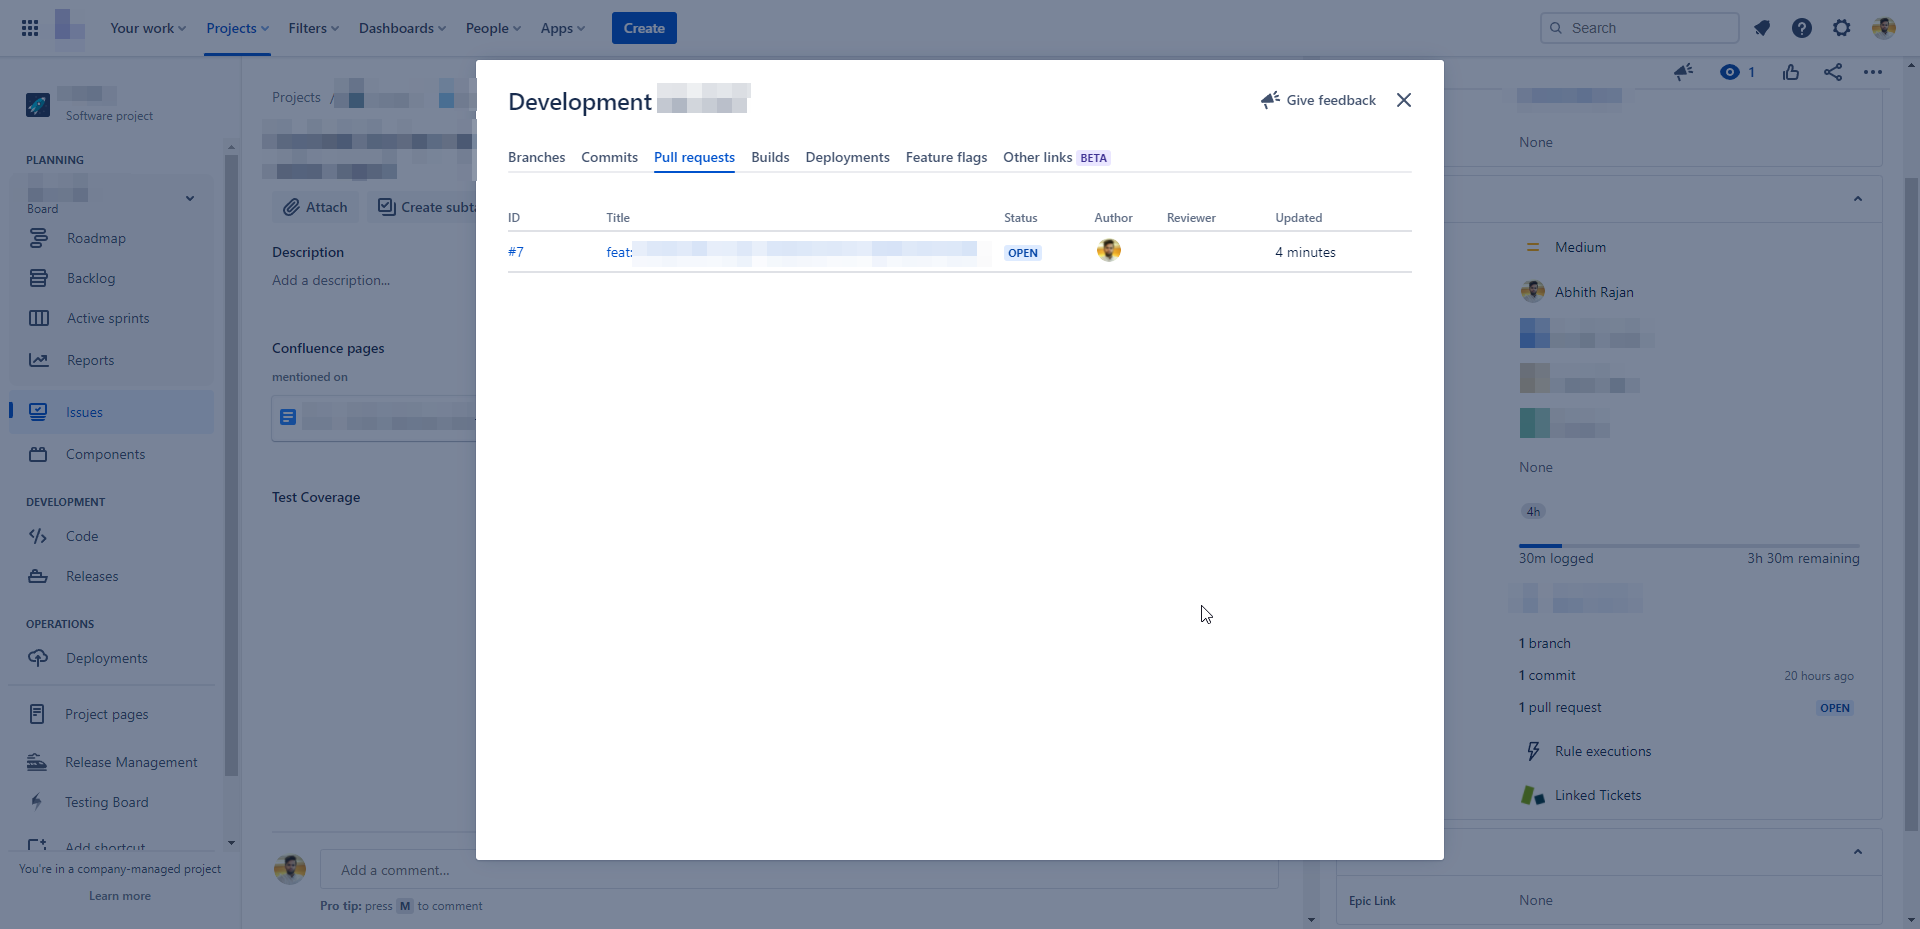 Your work Projects Filters Dashboards People Apps Create Search
Software project
PLANNING
Board
Roadmap
Backlog
Active sprints
Reports
Issues
Components
DEVELOPMENT
Code
Releases
OPERATIONS
Deployments
Project pages
Release Management
Testing Board
Add shortcut
You're in a company-managed project
Learn more
Projects /
Attach Create subta
Description
Add a description...
Confluence pages
mentioned on
Test Coverage
Add a comment...
Pro tip: press M to comment
Development
Give feedback
Branches Commits Pull requests Builds Deployments Feature flags Other links BETA
ID Title Status Author Reviewer Updated
#7 feat: OPEN 4 minutes
1
None
Medium
Abhith Rajan
None
4h
30m logged 3h 30m remaining
1 branch
1 commit 20 hours ago
1 pull request OPEN
Rule executions
Linked Tickets
Epic Link None